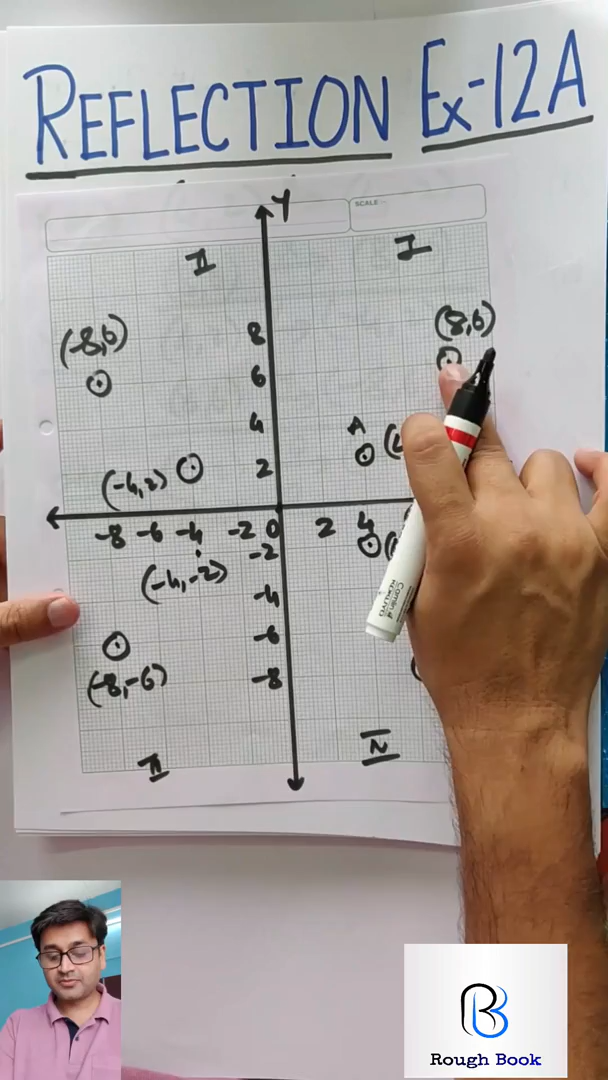 REFLECTION Ex-12A
Y
SCALE :-
II I
(8,6)
(-8,6)
8
6
4
A
2
(-4,2)
-8 -6 -4 -2 0 2 4
-2
(-4,-2)
-4
-6
(-8,-6)
-8
IV
B
Rough Book